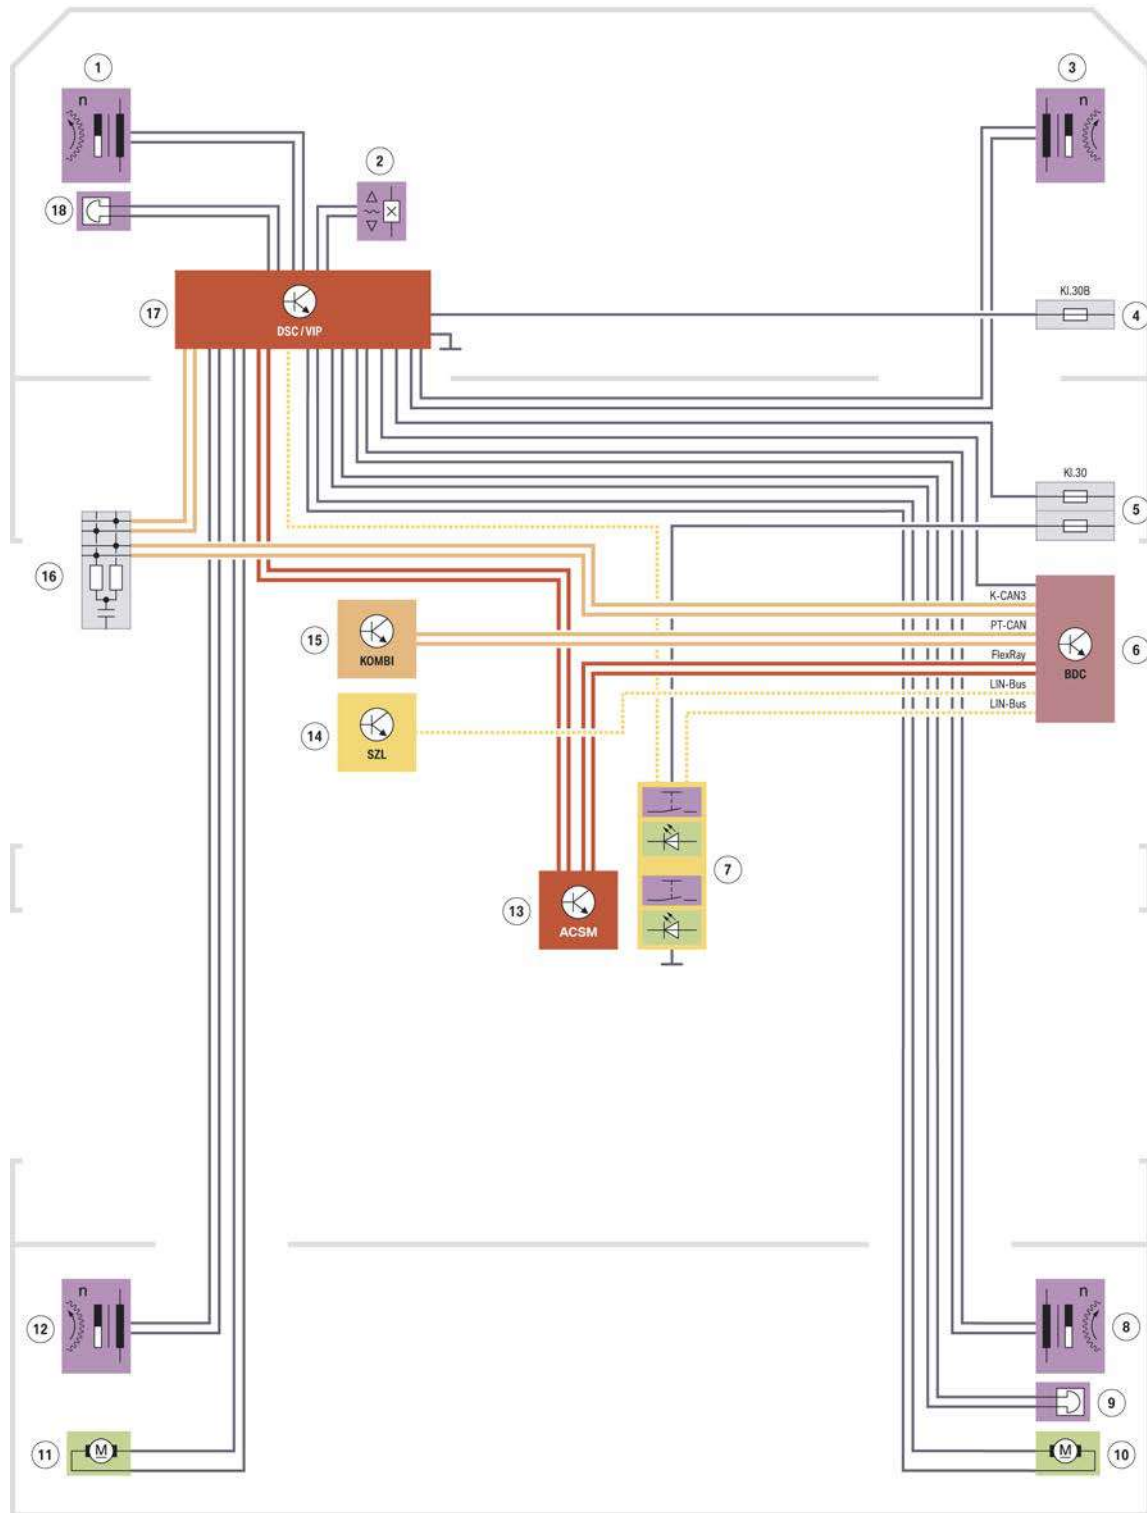 1
3
n
n
2
18
Kl.30B
17
4
DSC / VIP
Kl.30
5
16
K-CAN3
15
KOMBI
PT-CAN
6
FlexRay
BDC
LIN-Bus
LIN-Bus
14
SZL
7
13
ACSM
n
n
12
8
9
11
M
M
10